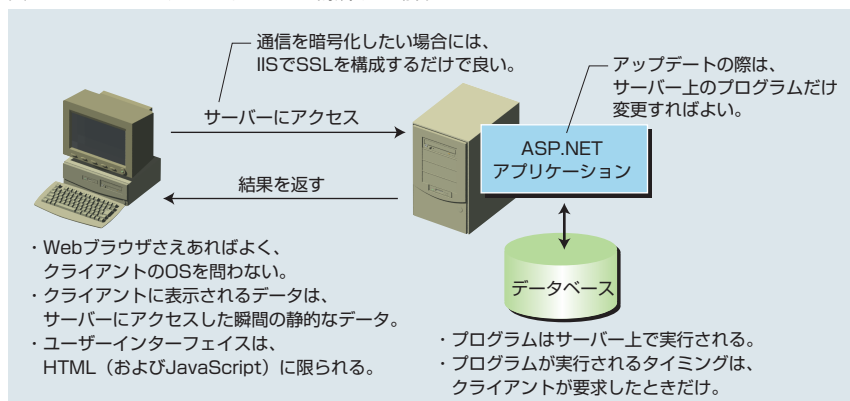 通信を暗号化したい場合には、
IISでSSLを構成するだけで良い。
アップデートの際は、
サーバー上のプログラムだけ
変更すればよい。
サーバーにアクセス
ASP.NET
アプリケーション
結果を返す
・Webブラウザさえあればよく、
クライアントのOSを問わない。
・クライアントに表示されるデータは、
サーバーにアクセスした瞬間の静的なデータ。
・ユーザーインターフェイスは、
HTML（およびJavaScript）に限られる。
データベース
・プログラムはサーバー上で実行される。
・プログラムが実行されるタイミングは、
クライアントが要求したときだけ。